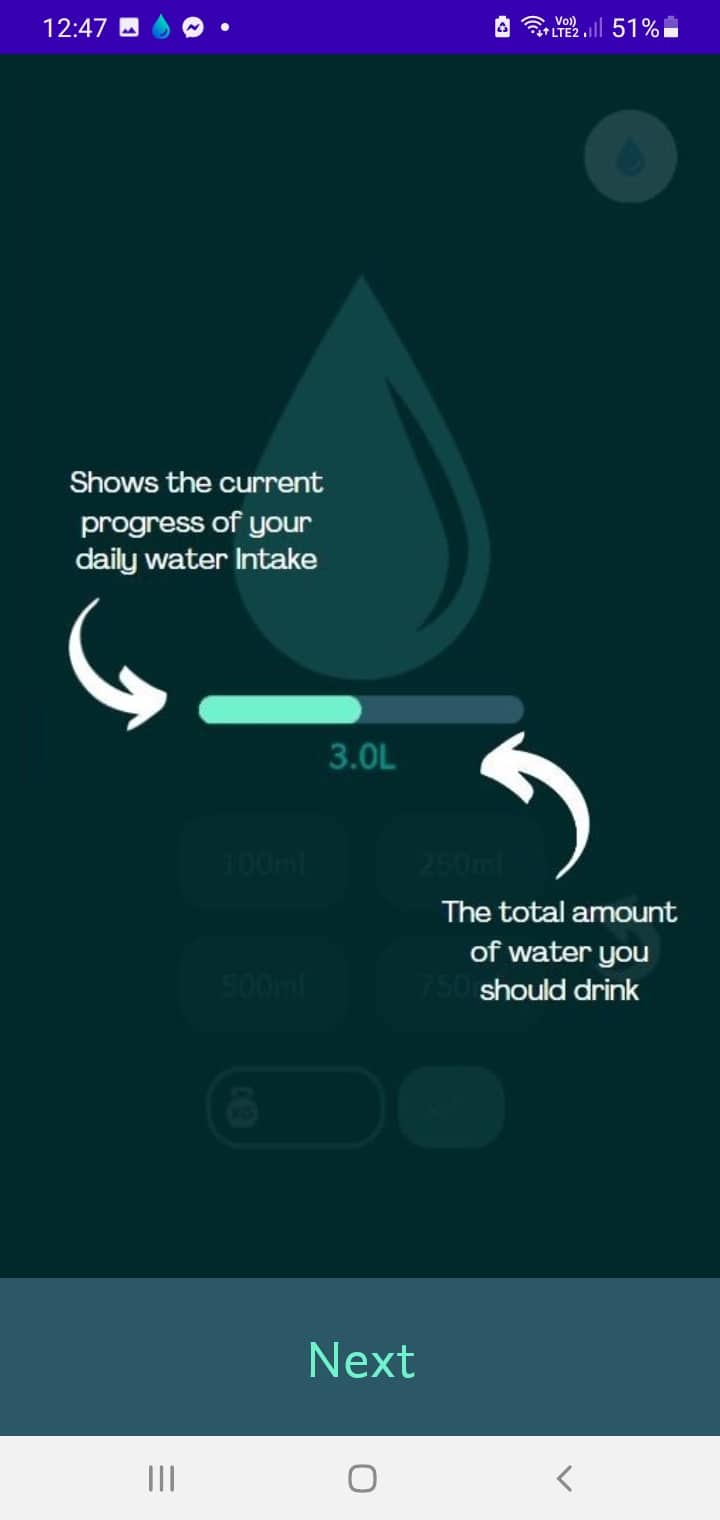 12:47
Vo)) LTE2 51%
Shows the current
progress of your
daily water Intake
3.0L
100ml 250ml
The total amount
of water you
should drink
500ml 750
KG
Next